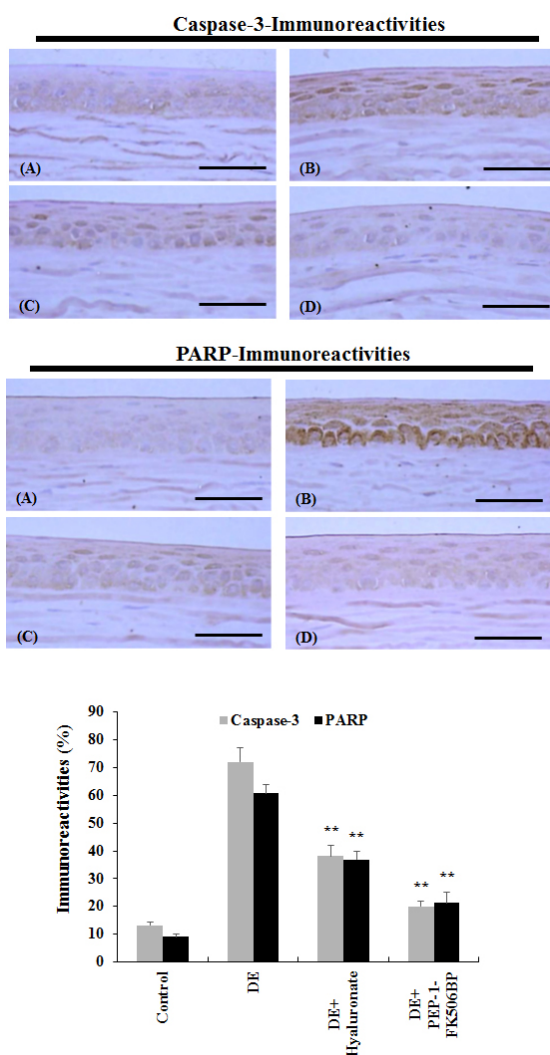 Caspase-3-Immunoreactivities
(A)
(B)
(C)
(D)
PARP-Immunoreactivities
(A)
(B)
(C)
(D)
90
80
70
60
50
40
30
20
10
0
Immunoreactivities (%)
Caspase-3 PARP
** **
** **
Control
DE
DE+
Hyaluronate
DE+
PEP-1-
FK506BP